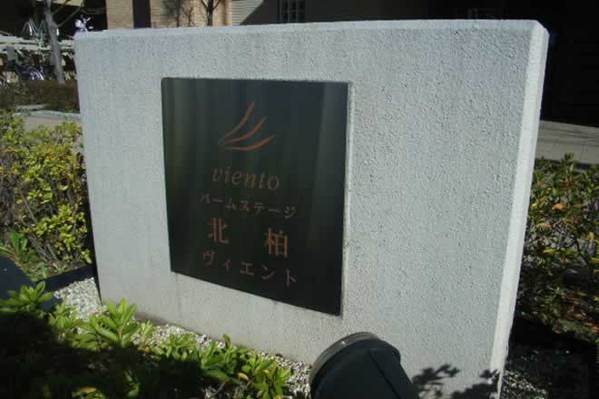 viento
パームステージ
北柏
ヴィエント